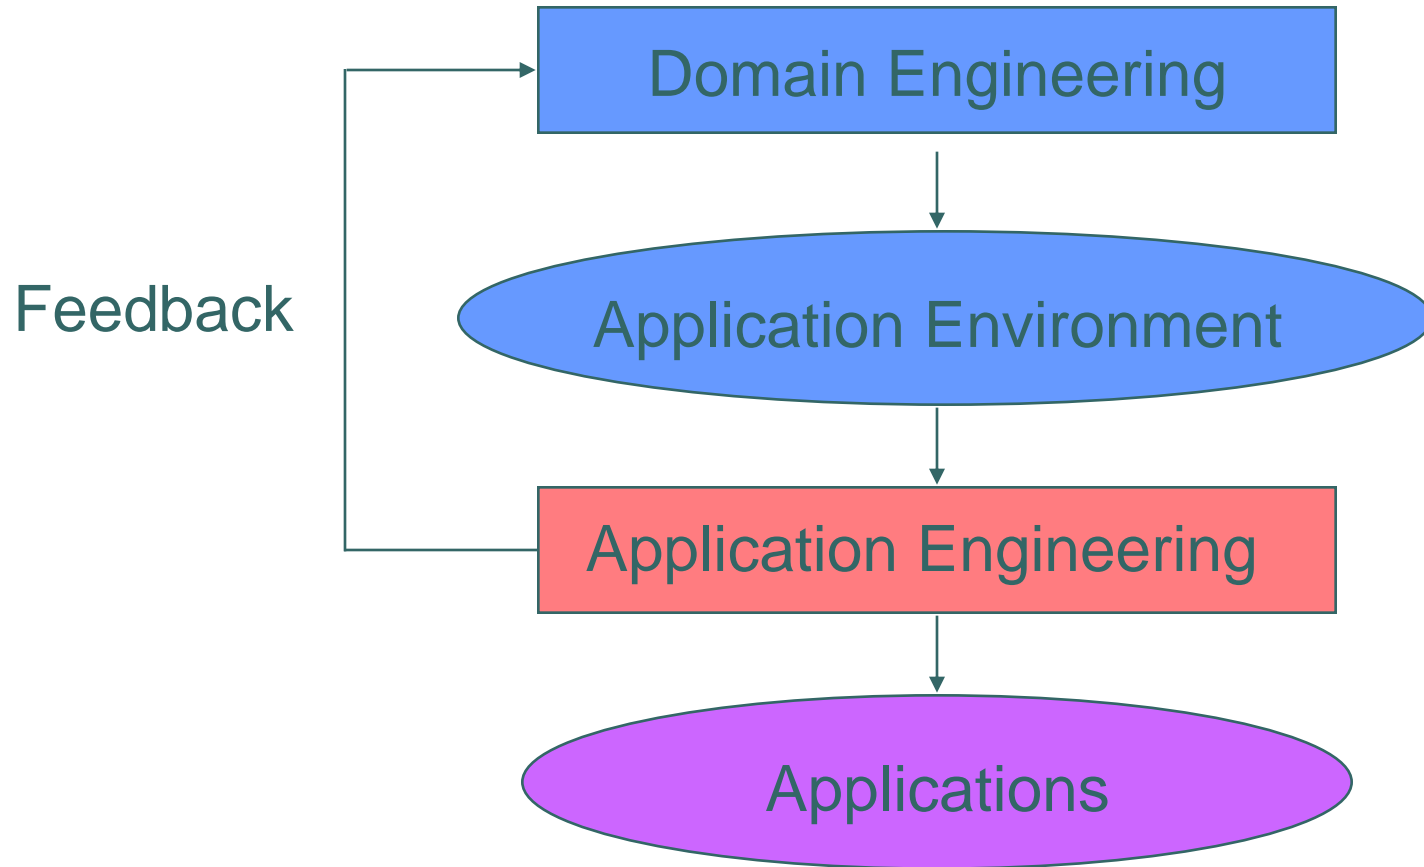 Domain Engineering
Feedback
Application Environment
Application Engineering
Applications